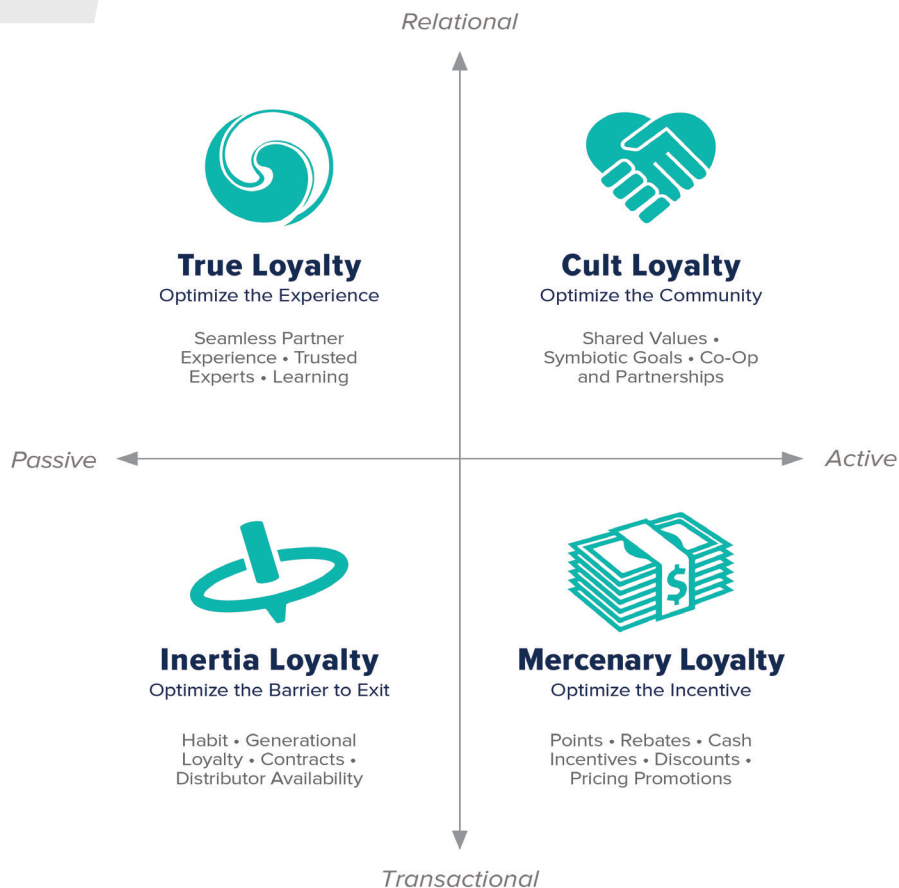 Relational
True Loyalty
Optimize the Experience
Seamless Partner
Experience • Trusted
Experts • Learning
Cult Loyalty
Optimize the Community
Shared Values •
Symbiotic Goals • Co-Op
and Partnerships
Passive
Active
Inertia Loyalty
Optimize the Barrier to Exit
Habit • Generational
Loyalty • Contracts •
Distributor Availability
$
Mercenary Loyalty
Optimize the Incentive
Points • Rebates • Cash
Incentives • Discounts •
Pricing Promotions
Transactional